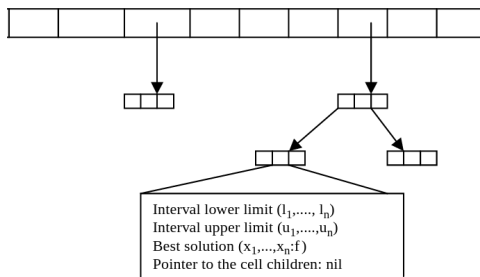 Interval lower limit (l₁,...., lₙ)
Interval upper limit (u₁,....,uₙ)
Best solution (x₁,...,xₙ:f)
Pointer to the cell children: nil